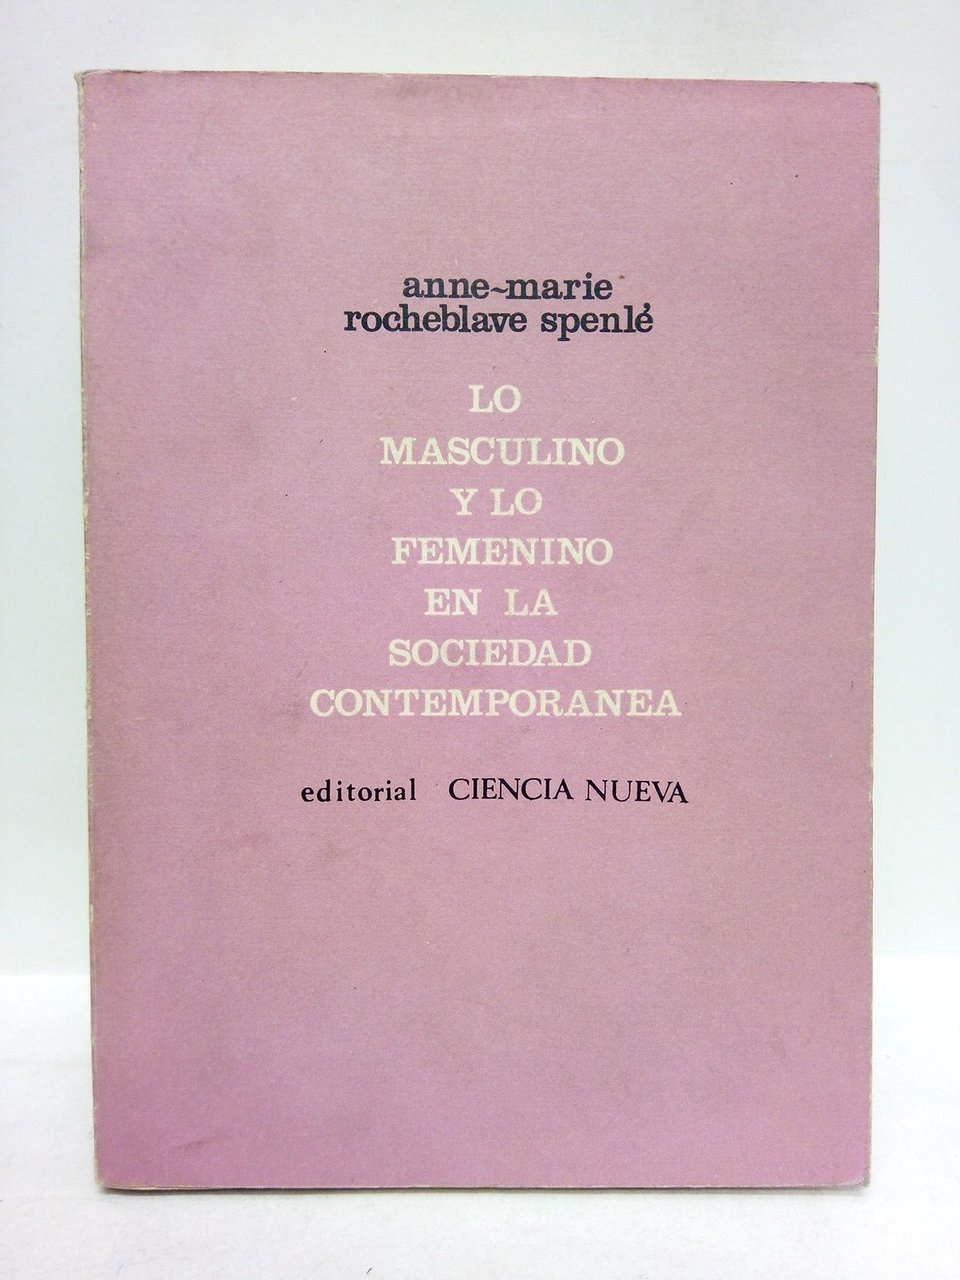 anne-marie
rocheblave spenlé
LO
MASCULINO
Y LO
FEMENINO
EN LA
SOCIEDAD
CONTEMPORANEA
editorial CIENCIA NUEVA